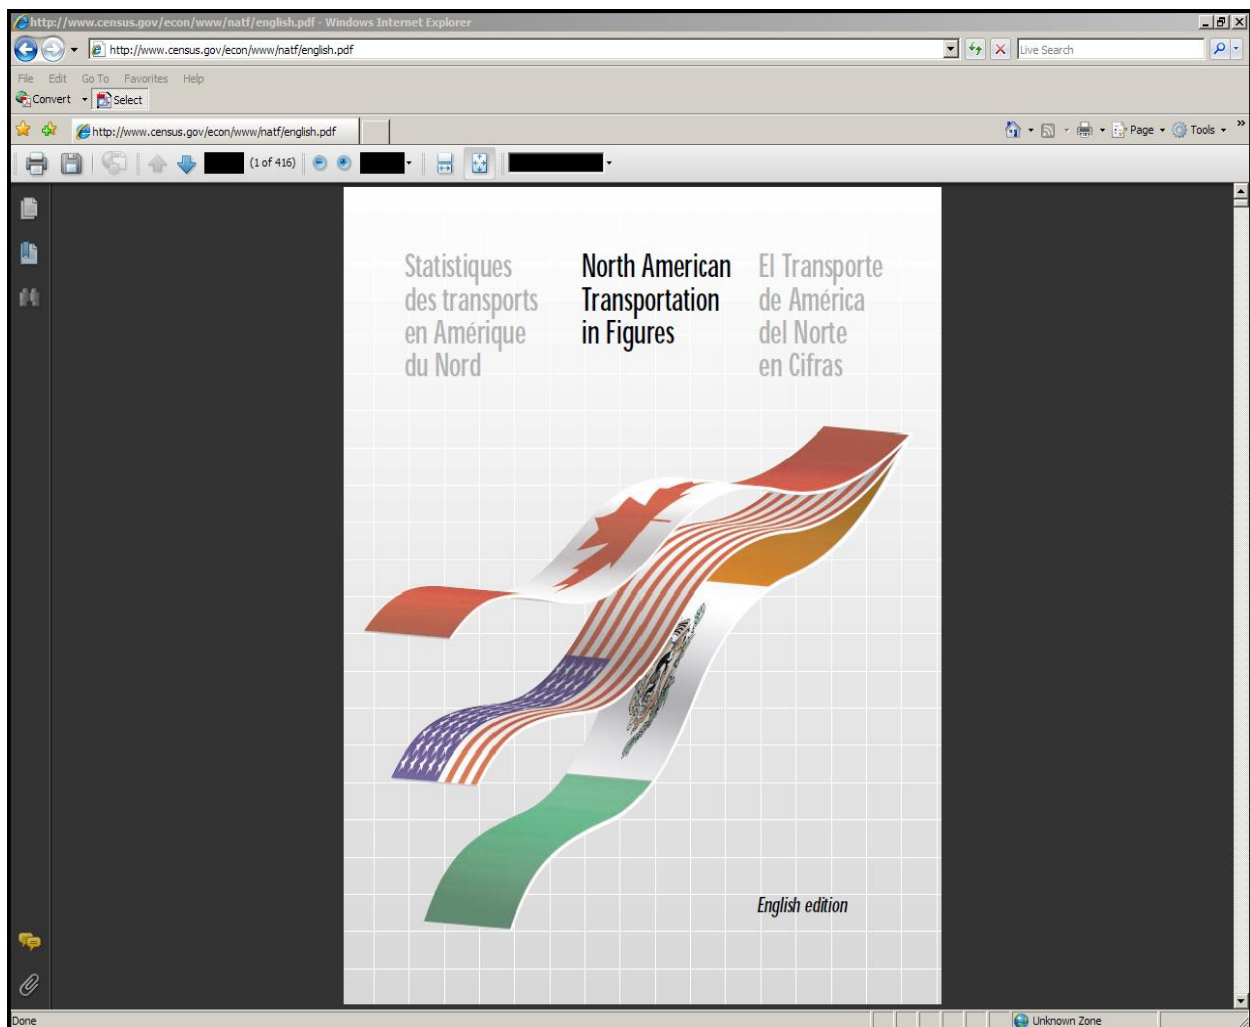 http://www.census.gov/econ/www/natf/english.pdf - Windows Internet Explorer
http://www.census.gov/econ/www/natf/english.pdf
Live Search
File Edit Go To Favorites Help
Convert Select
http://www.census.gov/econ/www/natf/english.pdf
Page Tools
(1 of 416)
Statistiques
des transports
en Amérique
du Nord
North American
Transportation
in Figures
El Transporte
de América
del Norte
en Cifras
English edition
Done
Unknown Zone